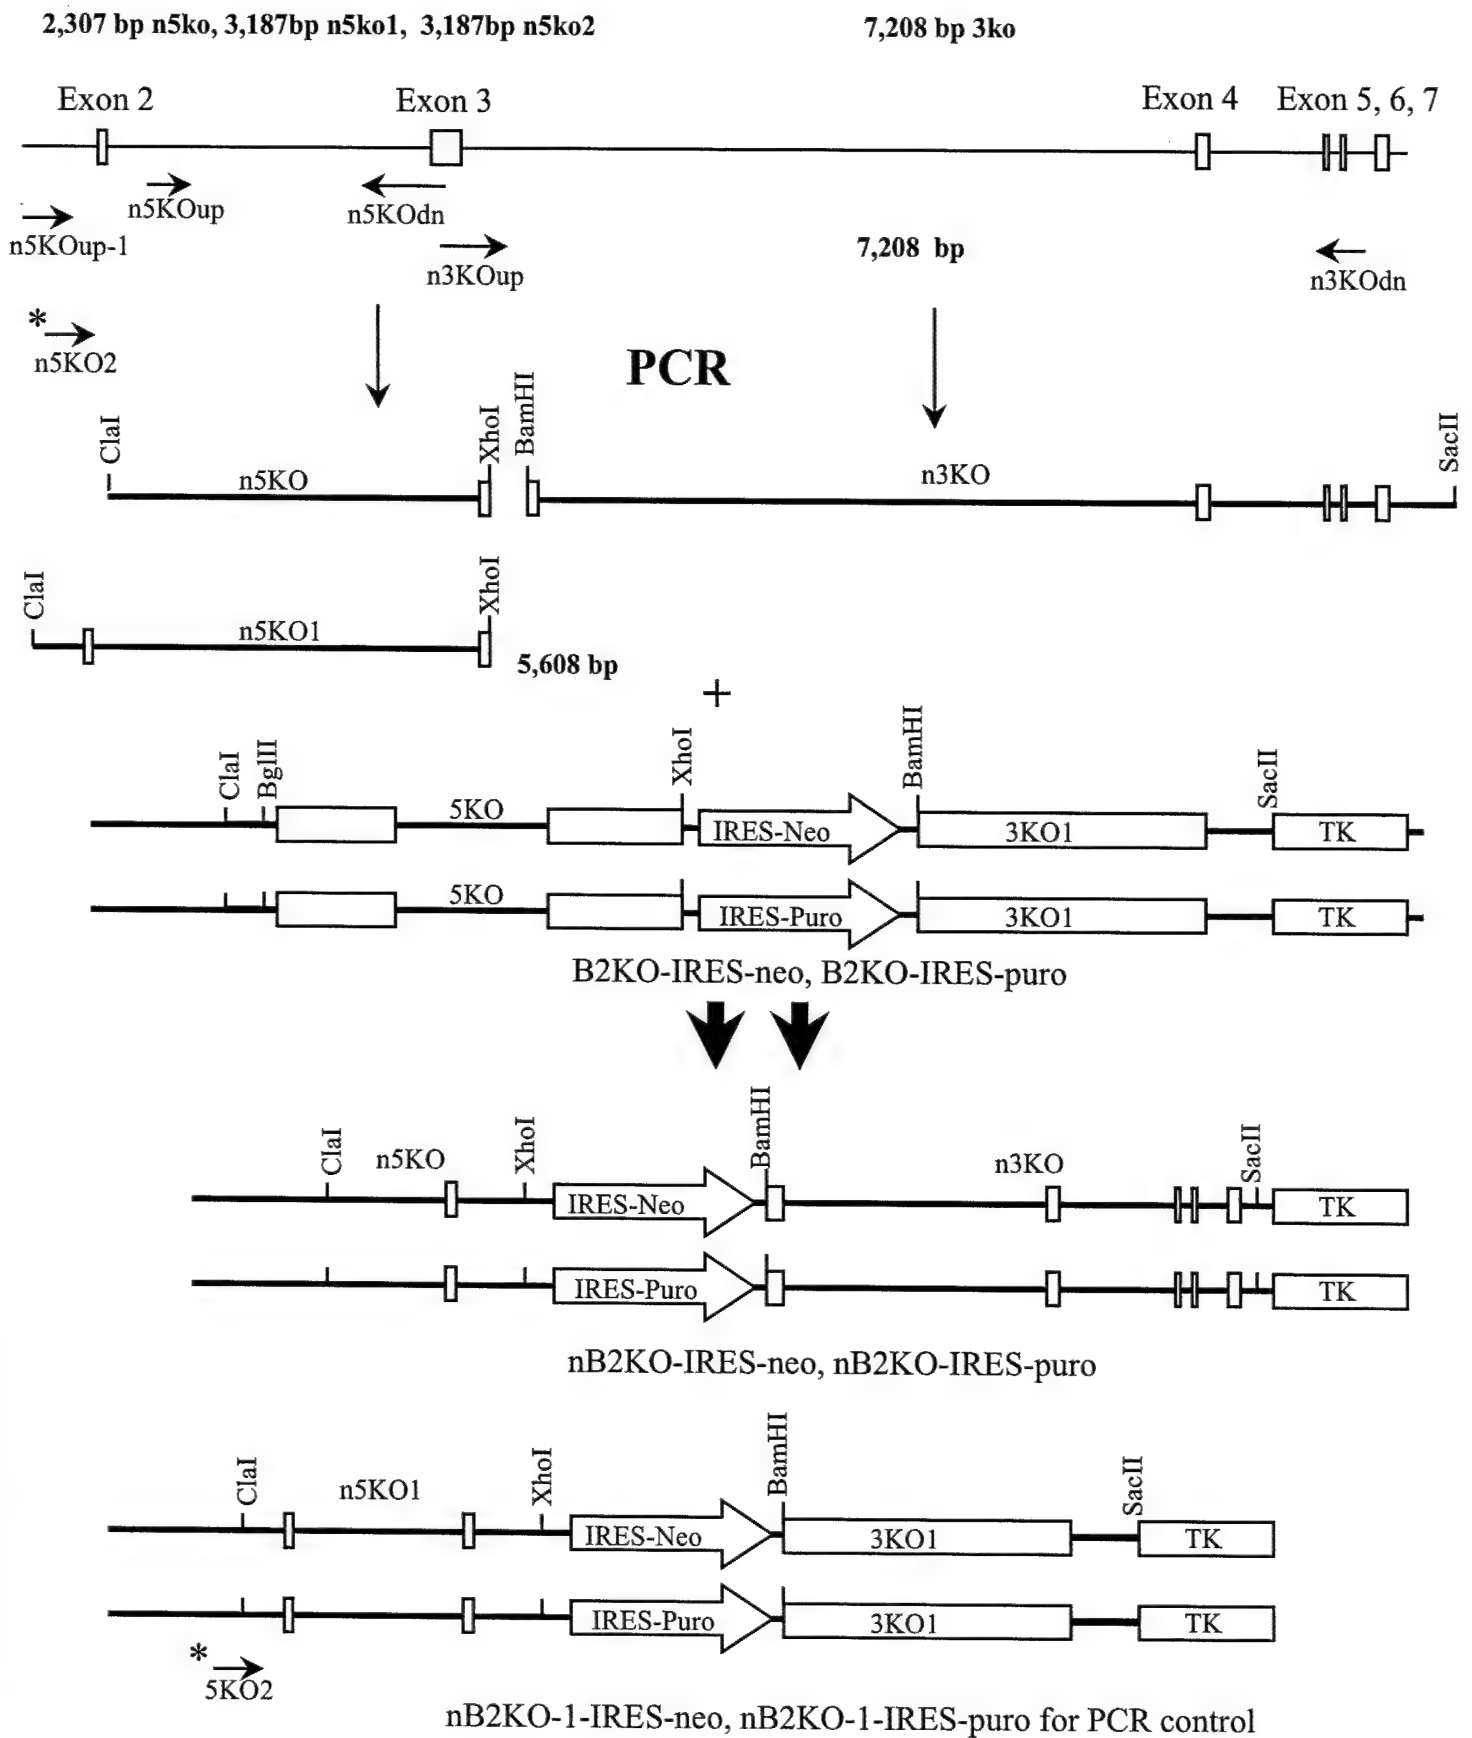 2,307 bp n5ko, 3,187bp n5ko1, 3,187bp n5ko2
7,208 bp 3ko
Exon 2
Exon 3
Exon 4
Exon 5, 6, 7
n5KOup
n5KOdn
n5KOup-1
n3KOup
7,208 bp
n3KOdn
*
n5KO2
PCR
ClaI
XhoI
BamHI
SacII
n5KO
n3KO
ClaI
XhoI
n5KO1
5,608 bp
+
ClaI
BglII
XhoI
BamHI
SacII
5KO
IRES-Neo
3KO1
TK
5KO
IRES-Puro
3KO1
TK
B2KO-IRES-neo, B2KO-IRES-puro
ClaI
n5KO
XhoI
BamHI
n3KO
SacII
IRES-Neo
TK
IRES-Puro
TK
nB2KO-IRES-neo, nB2KO-IRES-puro
ClaI
n5KO1
XhoI
BamHI
SacII
IRES-Neo
3KO1
TK
IRES-Puro
3KO1
TK
*
5KO2
nB2KO-1-IRES-neo, nB2KO-1-IRES-puro for PCR control